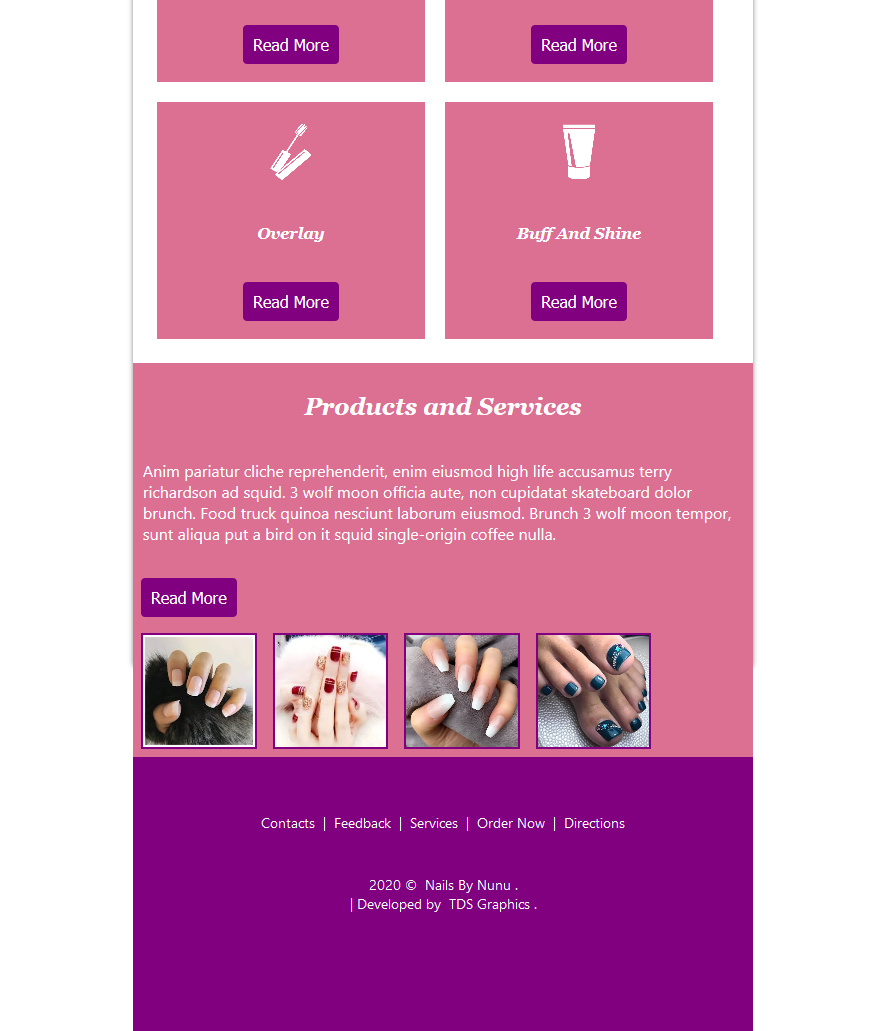 Read More Read More
Overlay Buff And Shine
Read More Read More
Products and Services
Anim pariatur cliche reprehenderit, enim eiusmod high life accusamus terry
richardson ad squid. 3 wolf moon officia aute, non cupidatat skateboard dolor
brunch. Food truck quinoa nesciunt laborum eiusmod. Brunch 3 wolf moon tempor,
sunt aliqua put a bird on it squid single-origin coffee nulla.
Read More
Contacts | Feedback | Services | Order Now | Directions
2020 © Nails By Nunu .
| Developed by TDS Graphics .